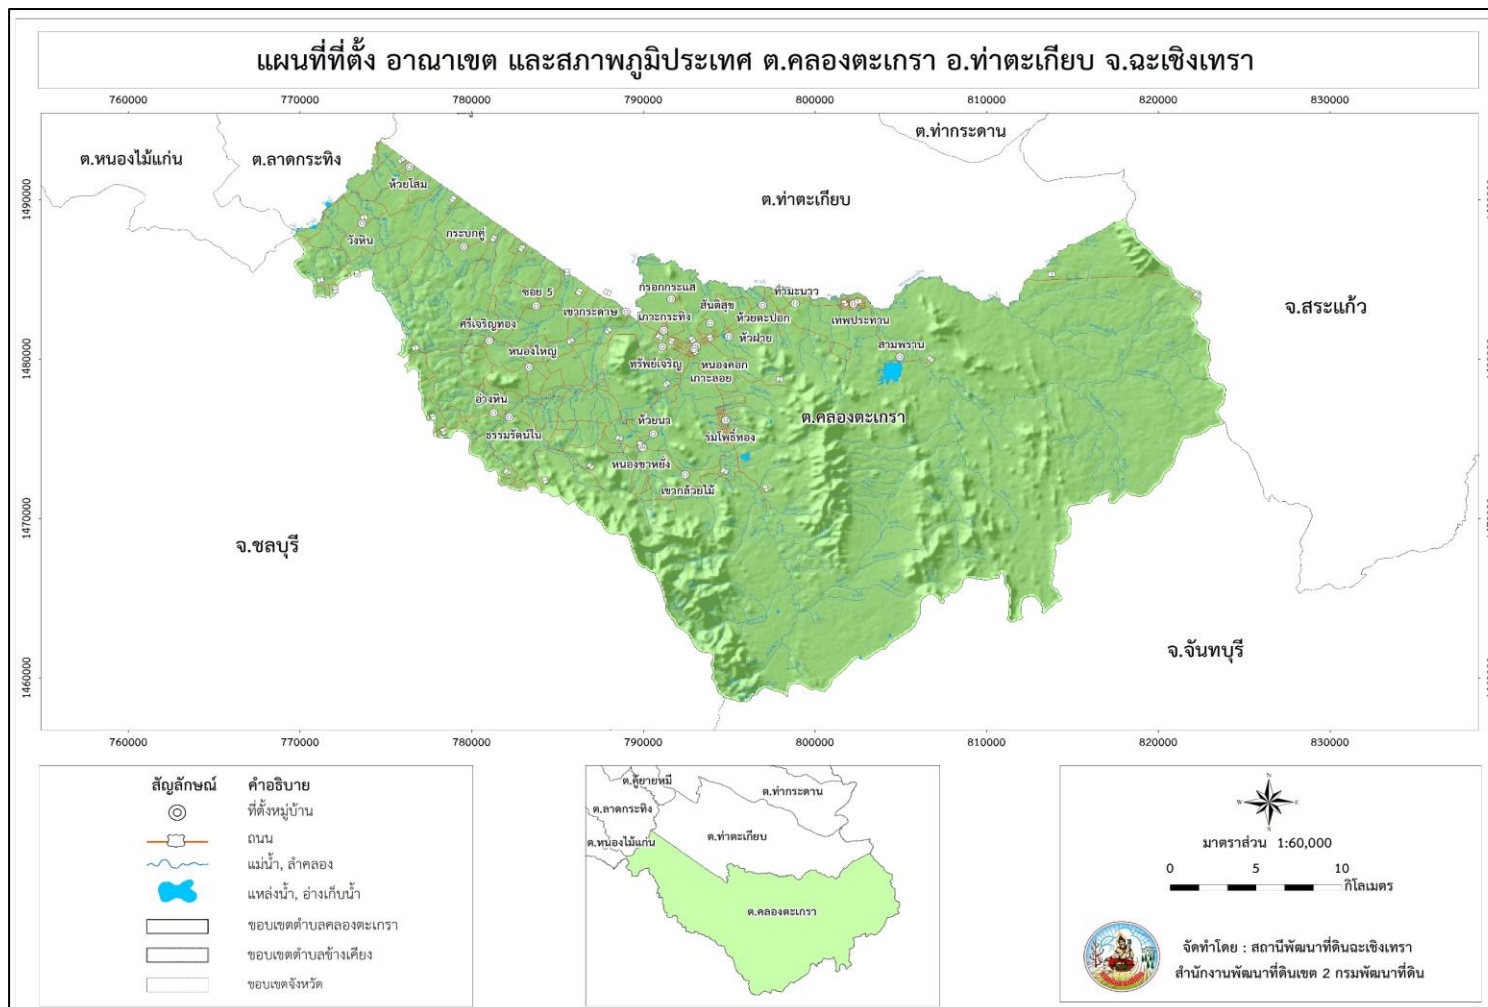 แผนที่ที่ตั้ง อาณาเขต และสภาพภูมิประเทศ ต.คลองตะเกรา อ.ท่าตะเกียบ จ.ฉะเชิงเทรา
760000 770000 780000 790000 800000 810000 820000 830000
ต.ท่ากระดาน
ต.หนองไม้แก่น
ต.ลาดกระทิง
ห้วยโสม
1490000
ต.ท่าตะเกียบ
วังหิน
กระบกคู่
กรอกกระแส
ซอย 5
ท่ามะนาว
สันติสุข
เขากระดาษ
เกาะกระทิง
ห้วยตะปอก
เทพประทาน
จ.สระแก้ว
ศรีเจริญทอง
หัวฝาย
สามพราน
หนองใหญ่
1480000
ทรัพย์เจริญ
หนองคอก
เกาะลอย
อ่างหิน
ต.คลองตะเกรา
ห้วยนา
ธรรมรัตน์ใน
ร่มโพธิ์ทอง
หนองขาหยั่ง
เขากล้วยไม้
1470000
จ.ชลบุรี
จ.จันทบุรี
1460000
760000 770000 780000 790000 800000 810000 820000 830000
สัญลักษณ์ คำอธิบาย
ที่ตั้งหมู่บ้าน
ถนน
แม่น้ำ, ลำคลอง
แหล่งน้ำ, อ่างเก็บน้ำ
ขอบเขตตำบลคลองตะเกรา
ขอบเขตตำบลข้างเคียง
ขอบเขตจังหวัด
ต.คู้ยายหมี
ต.ท่ากระดาน
ต.ลาดกระทิง
ต.ท่าตะเกียบ
ต.หนองไม้แก่น
ต.คลองตะเกรา
N
W E
S
มาตราส่วน 1:60,000
0 5 10
กิโลเมตร
จัดทำโดย : สถานีพัฒนาที่ดินฉะเชิงเทรา
สำนักงานพัฒนาที่ดินเขต 2 กรมพัฒนาที่ดิน